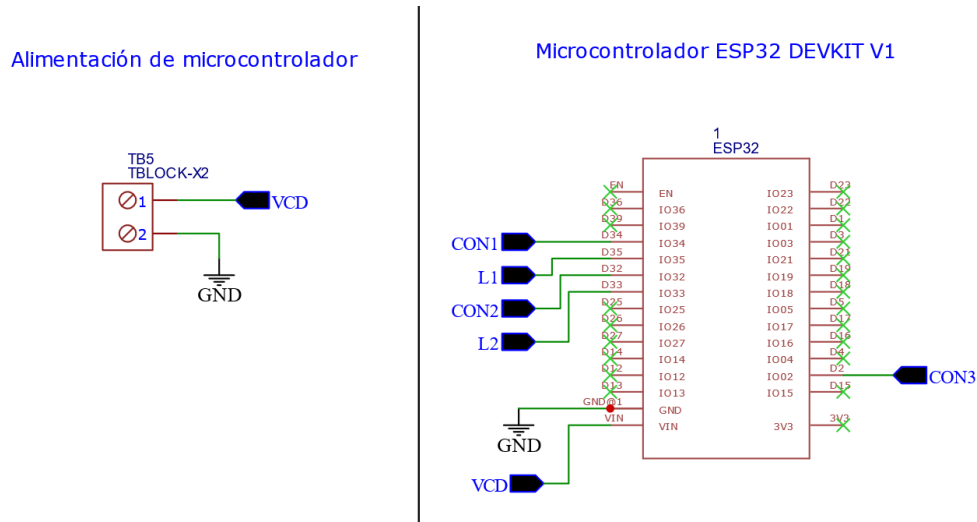 Alimentación de microcontrolador
TB5
TBLOCK-X2
1
VCD
2
GND
Microcontrolador ESP32 DEVKIT V1
1
ESP32
EN
EN
IO23
D23
D36
IO36
IO22
D22
D39
IO39
IO01
D1
CON1
D34
IO34
IO03
D3
L1
D35
IO35
IO21
D21
CON2
D32
IO32
IO19
D19
L2
D33
IO33
IO18
D18
D25
IO25
IO05
D5
D26
IO26
IO17
D17
D27
IO27
IO16
D16
D14
IO14
IO04
D4
D12
IO12
IO02
D2
CON3
D13
IO13
IO15
D15
GND@1
GND
GND
VIN
VIN
3V3
3V3
VCD